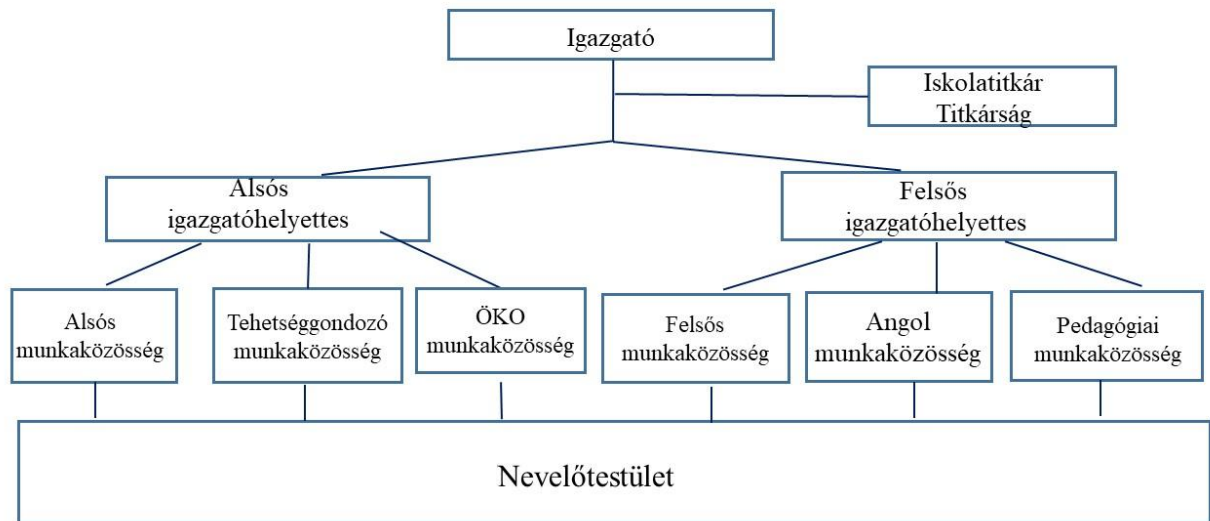 Igazgató
Iskolatitkár
Titkárság
Alsós
igazgatóhelyettes
Felsős
igazgatóhelyettes
Alsós
munkaközösség
Tehetséggondozó
munkaközösség
ÖKO
munkaközösség
Felsős
munkaközösség
Angol
munkaközösség
Pedagógiai
munkaközösség
Nevelőtestület